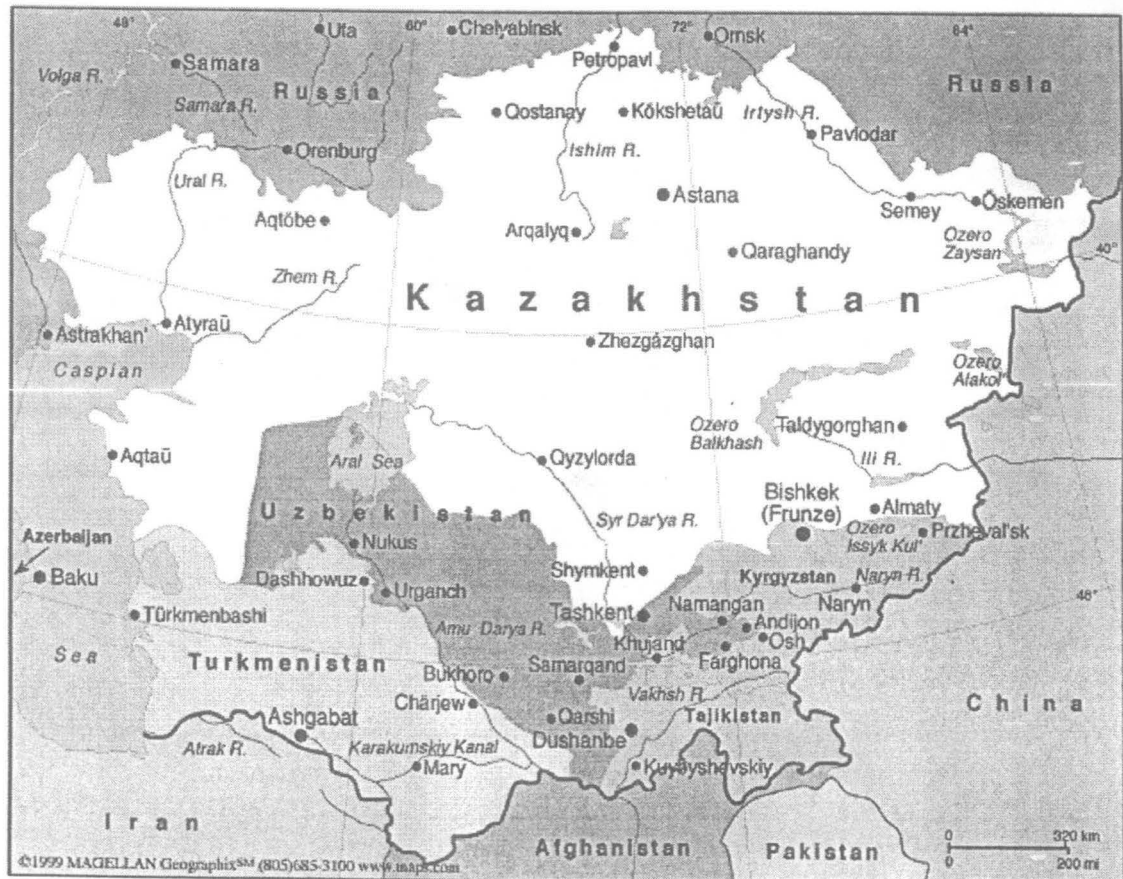 48°
60°
72°
84°
Ufa
Chelyabinsk
Omsk
Petropavl
Samara
Volga R.
Russia
Russia
Samara R.
Qostanay
Kökshetaū
Irtysh R.
Pavlodar
Orenburg
Ishim R.
Ural R.
Astana
Semey
Öskemen
Aqtöbe
Arqalyq
Qaraghandy
Ozero
Zaysan
40°
Zhem R.
Kazakhstan
Atyraū
Astrakhan'
Zhezqazghan
Caspian
Ozero
Alakol'
Ozero
Balkhash
Taldyqorghan
Aqtaū
Aral Sea
Qyzylorda
Ili R.
Uzbekistan
Syr Dar'ya R.
Bishkek
(Frunze)
Almaty
Ozero
Issyk Kul'
Przheval'sk
Azerbaijan
Baku
Nukus
Dashhowuz
Urganch
Shymkent
Kyrgyzstan
Naryn R.
Naryn
48°
Türkmenbashi
Tashkent
Namangan
Andijon
Osh
Amu Darya R.
Khujand
Farghona
Sea
Turkmenistan
Bukhoro
Samarqand
Vakhsh R.
China
Chärjew
Qarshi
Tajikistan
Ashgabat
Dushanbe
Atrak R.
Karakumskiy Kanal
Mary
Kuybyshevskiy
Iran
Afghanistan
Pakistan
0 320 km
0 200 mi
©1999 MAGELLAN Geographix℠ (805)685-3100 www.maps.com